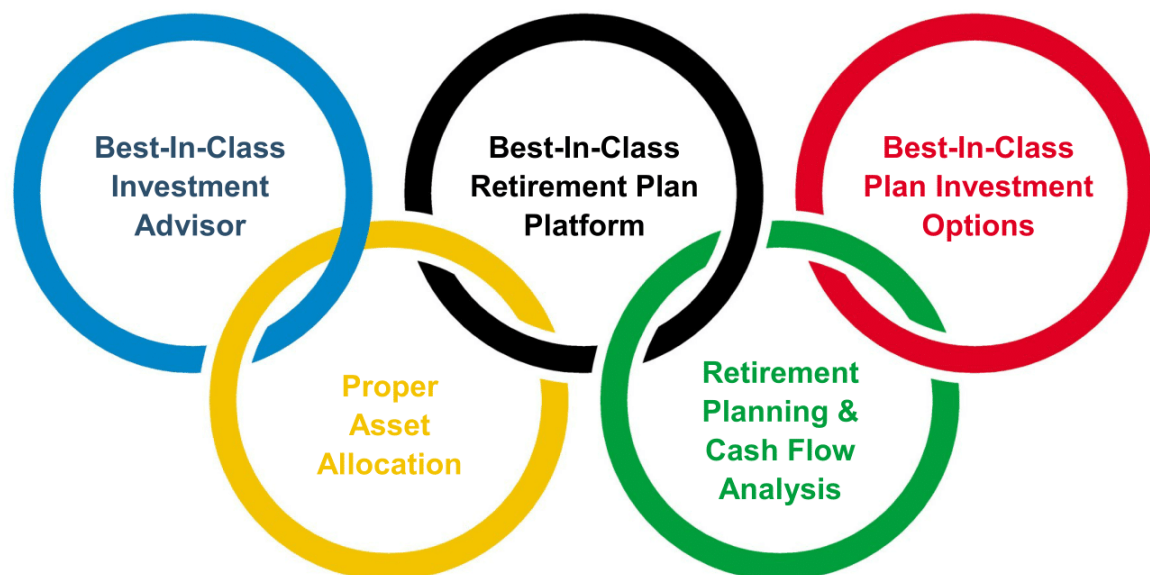 Best-In-Class
Investment
Advisor
Best-In-Class
Retirement Plan
Platform
Best-In-Class
Plan Investment
Options
Proper
Asset
Allocation
Retirement
Planning &
Cash Flow
Analysis